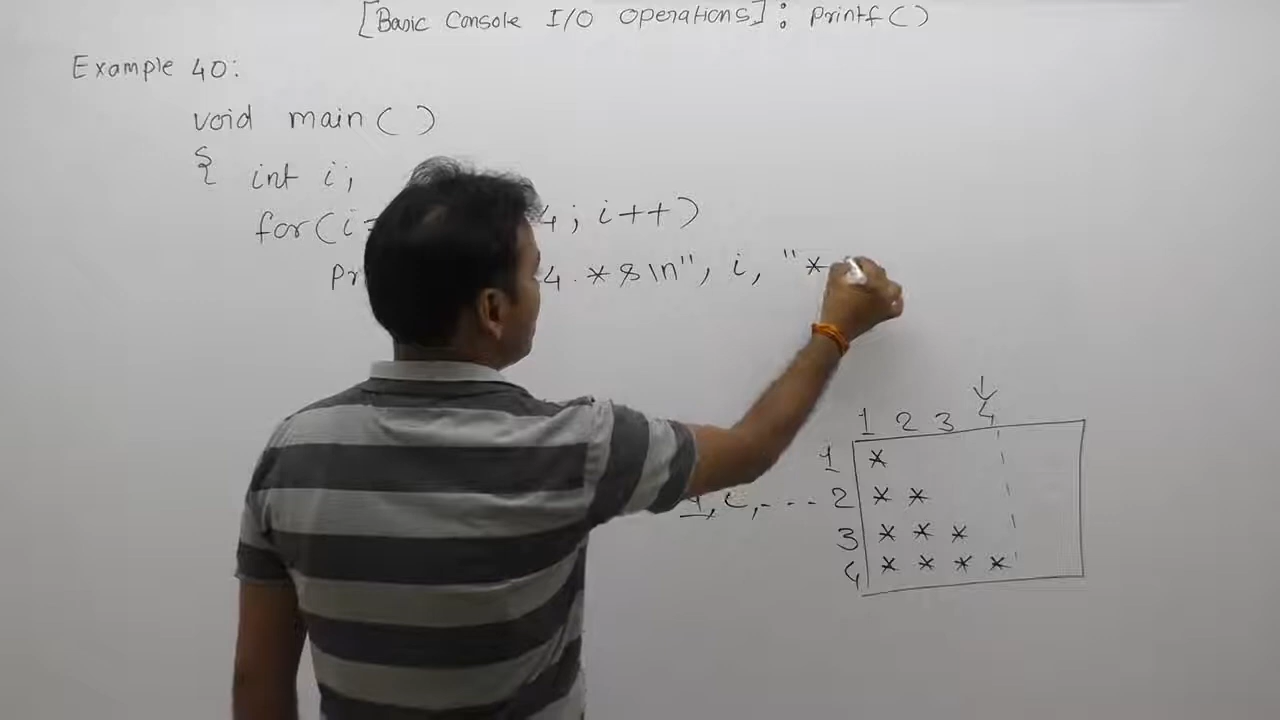 [Basic Console I/O Operations] : Printf ( )
Example 40:
void main ( )
{ int i;
for(i= 4; i++)
Pr 4.*s\n", i, "*
1 2 3 4
1 *
2 * *
3 * * *
4 * * * *